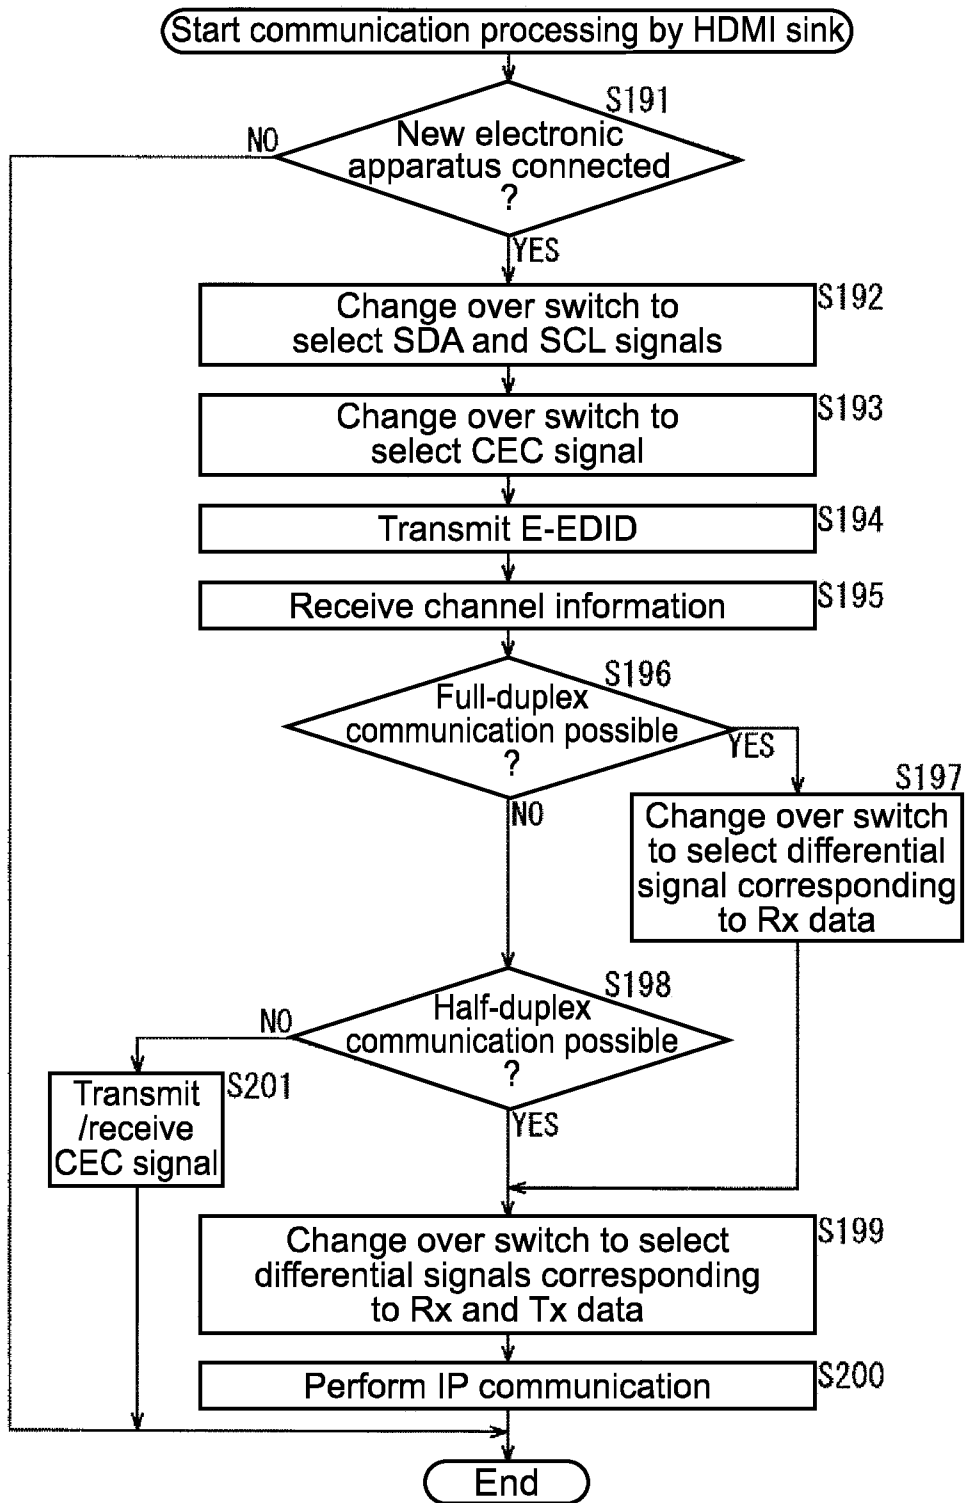 Start communication processing by HDMI sink
S191
New electronic
apparatus connected
?
NO
YES
S192
Change over switch to
select SDA and SCL signals
S193
Change over switch to
select CEC signal
S194
Transmit E-EDID
S195
Receive channel information
S196
Full-duplex
communication possible
?
YES
NO
S197
Change over switch
to select differential
signal corresponding
to Rx data
S198
Half-duplex
communication possible
?
NO
YES
S201
Transmit
/receive
CEC signal
S199
Change over switch to select
differential signals corresponding
to Rx and Tx data
S200
Perform IP communication
End